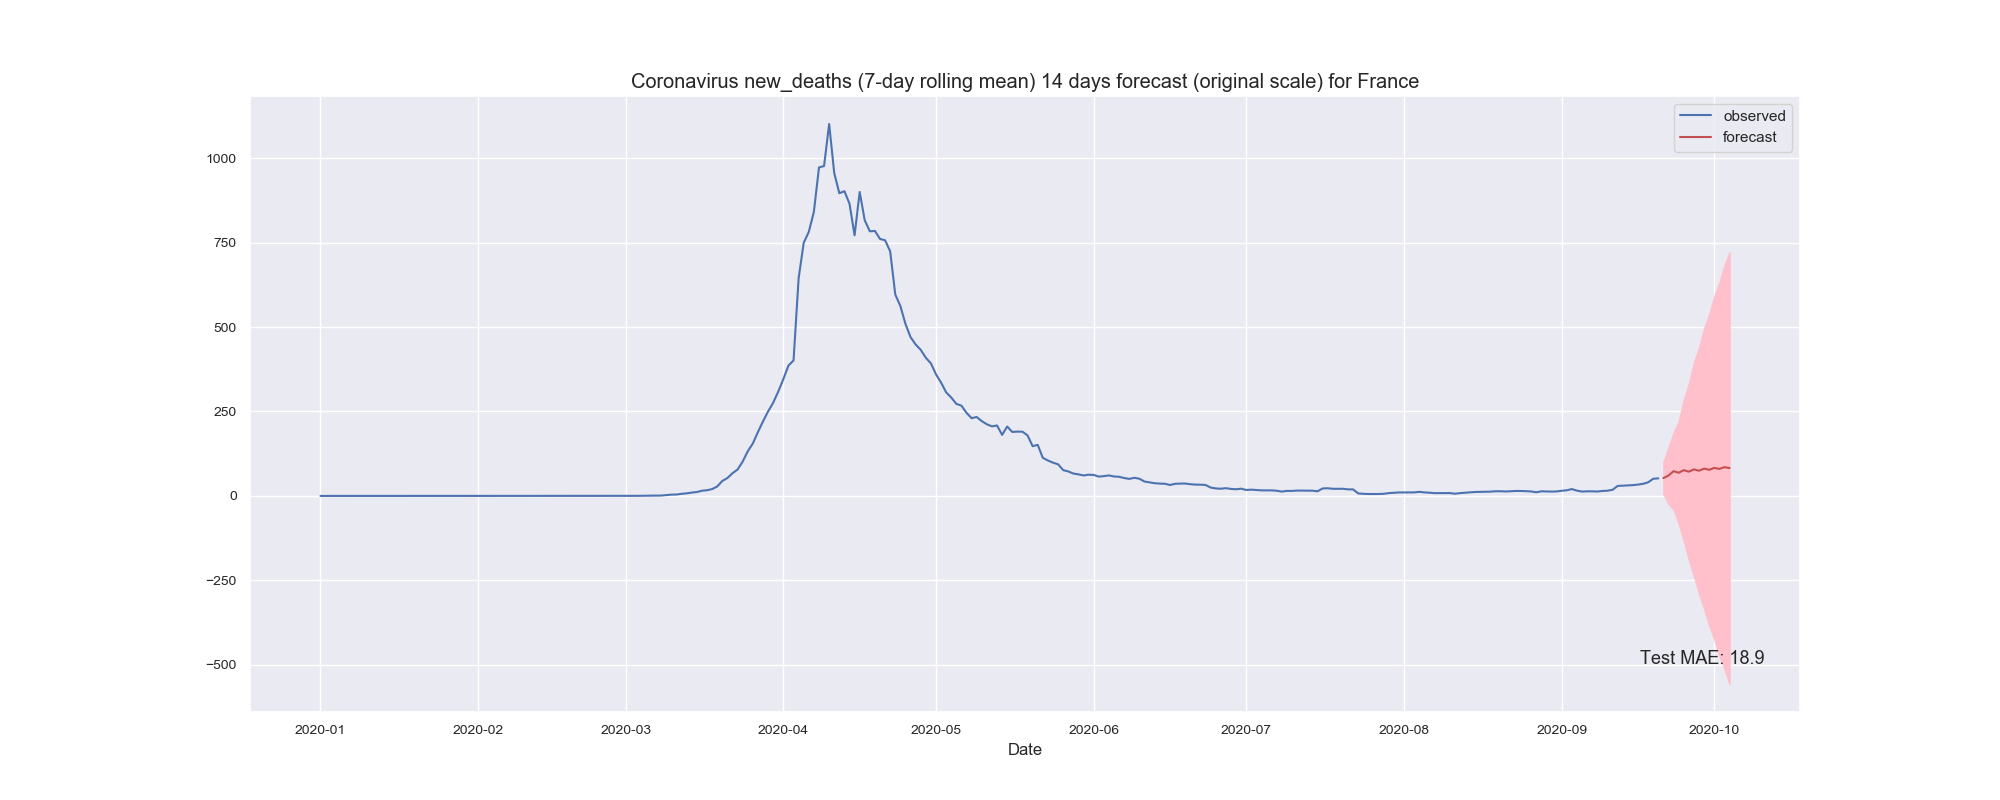 Coronavirus new_deaths (7-day rolling mean) 14 days forecast (original scale) for France
observed
forecast
1000
750
500
250
0
−250
−500
Test MAE: 18.9
2020-01 2020-02 2020-03 2020-04 2020-05 2020-06 2020-07 2020-08 2020-09 2020-10
Date